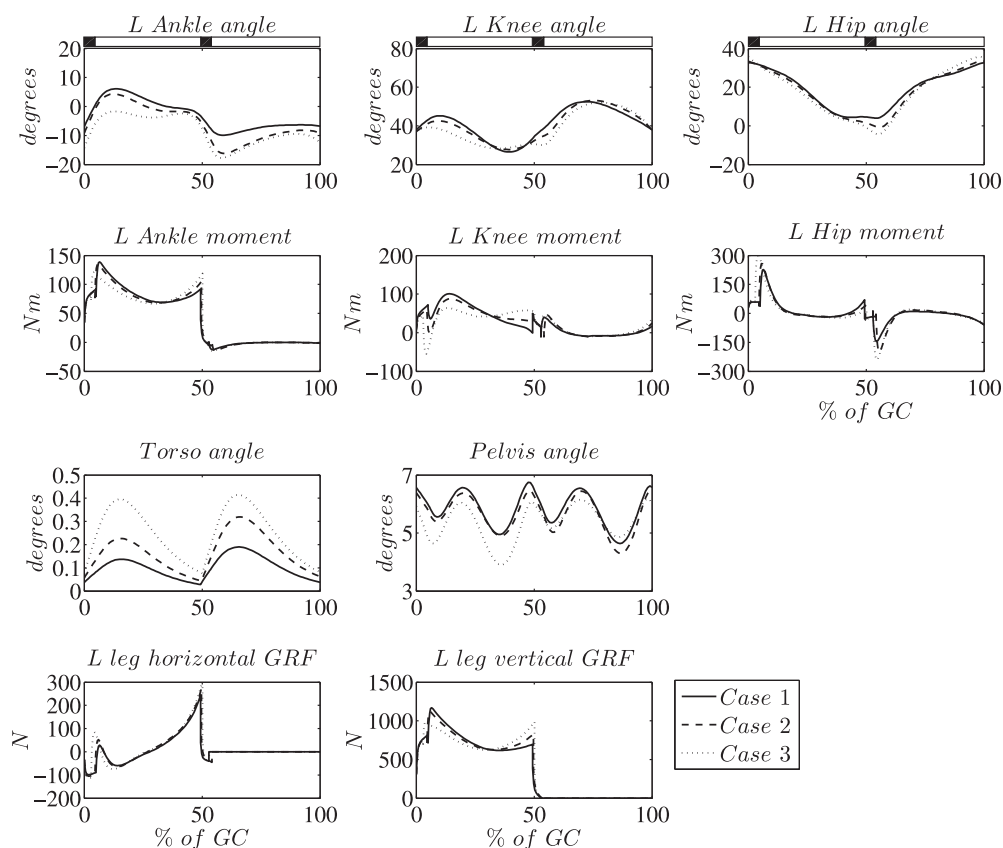 L Ankle angle
L Knee angle
L Hip angle
degrees
20
10
0
−10
−20
0
50
100
degrees
80
60
40
20
0
50
100
degrees
40
20
0
−20
0
50
100
L Ankle moment
L Knee moment
L Hip moment
Nm
150
100
50
0
−50
0
50
100
Nm
200
100
0
−100
0
50
100
Nm
300
150
0
−150
−300
0
50
100
% of GC
Torso angle
Pelvis angle
degrees
0.5
0.4
0.3
0.2
0.1
0
0
50
100
degrees
7
5
3
0
50
100
L leg horizontal GRF
L leg vertical GRF
N
300
200
100
0
−100
−200
0
50
100
% of GC
N
1500
1000
500
0
0
50
100
% of GC
Case 1
Case 2
Case 3